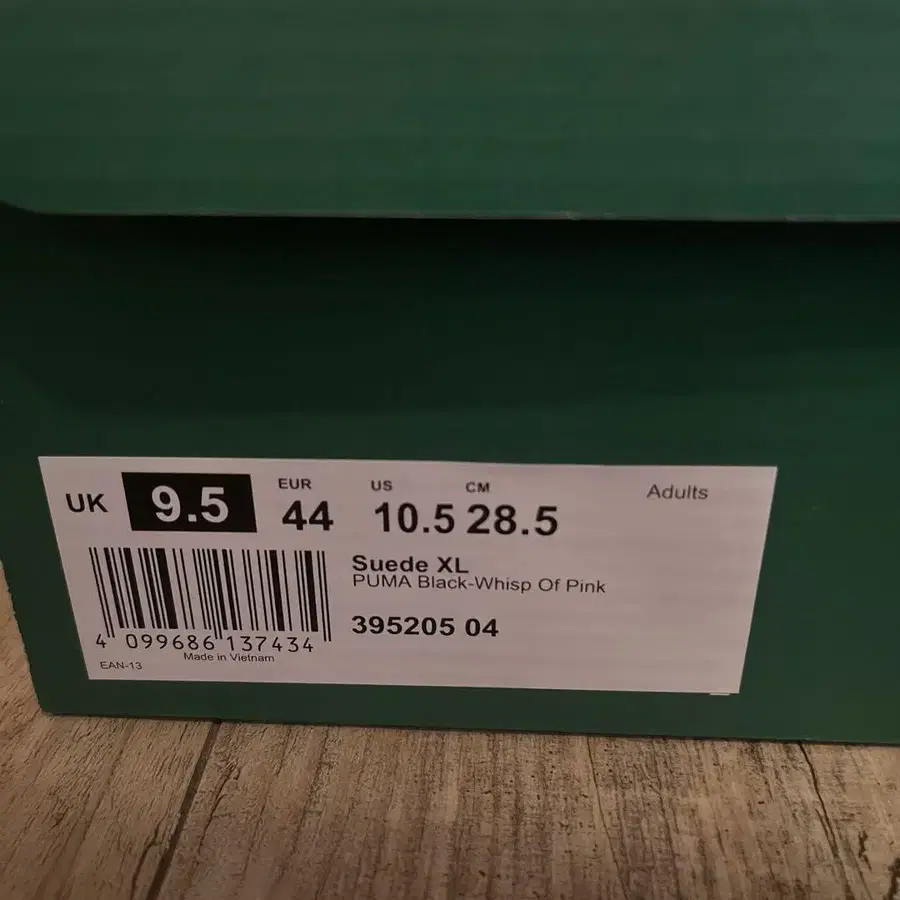 UK 9.5 EUR 44 US 10.5 CM 28.5 Adults
Suede XL
PUMA Black-Whisp Of Pink
395205 04
4 099686 137434
Made in Vietnam
EAN-13